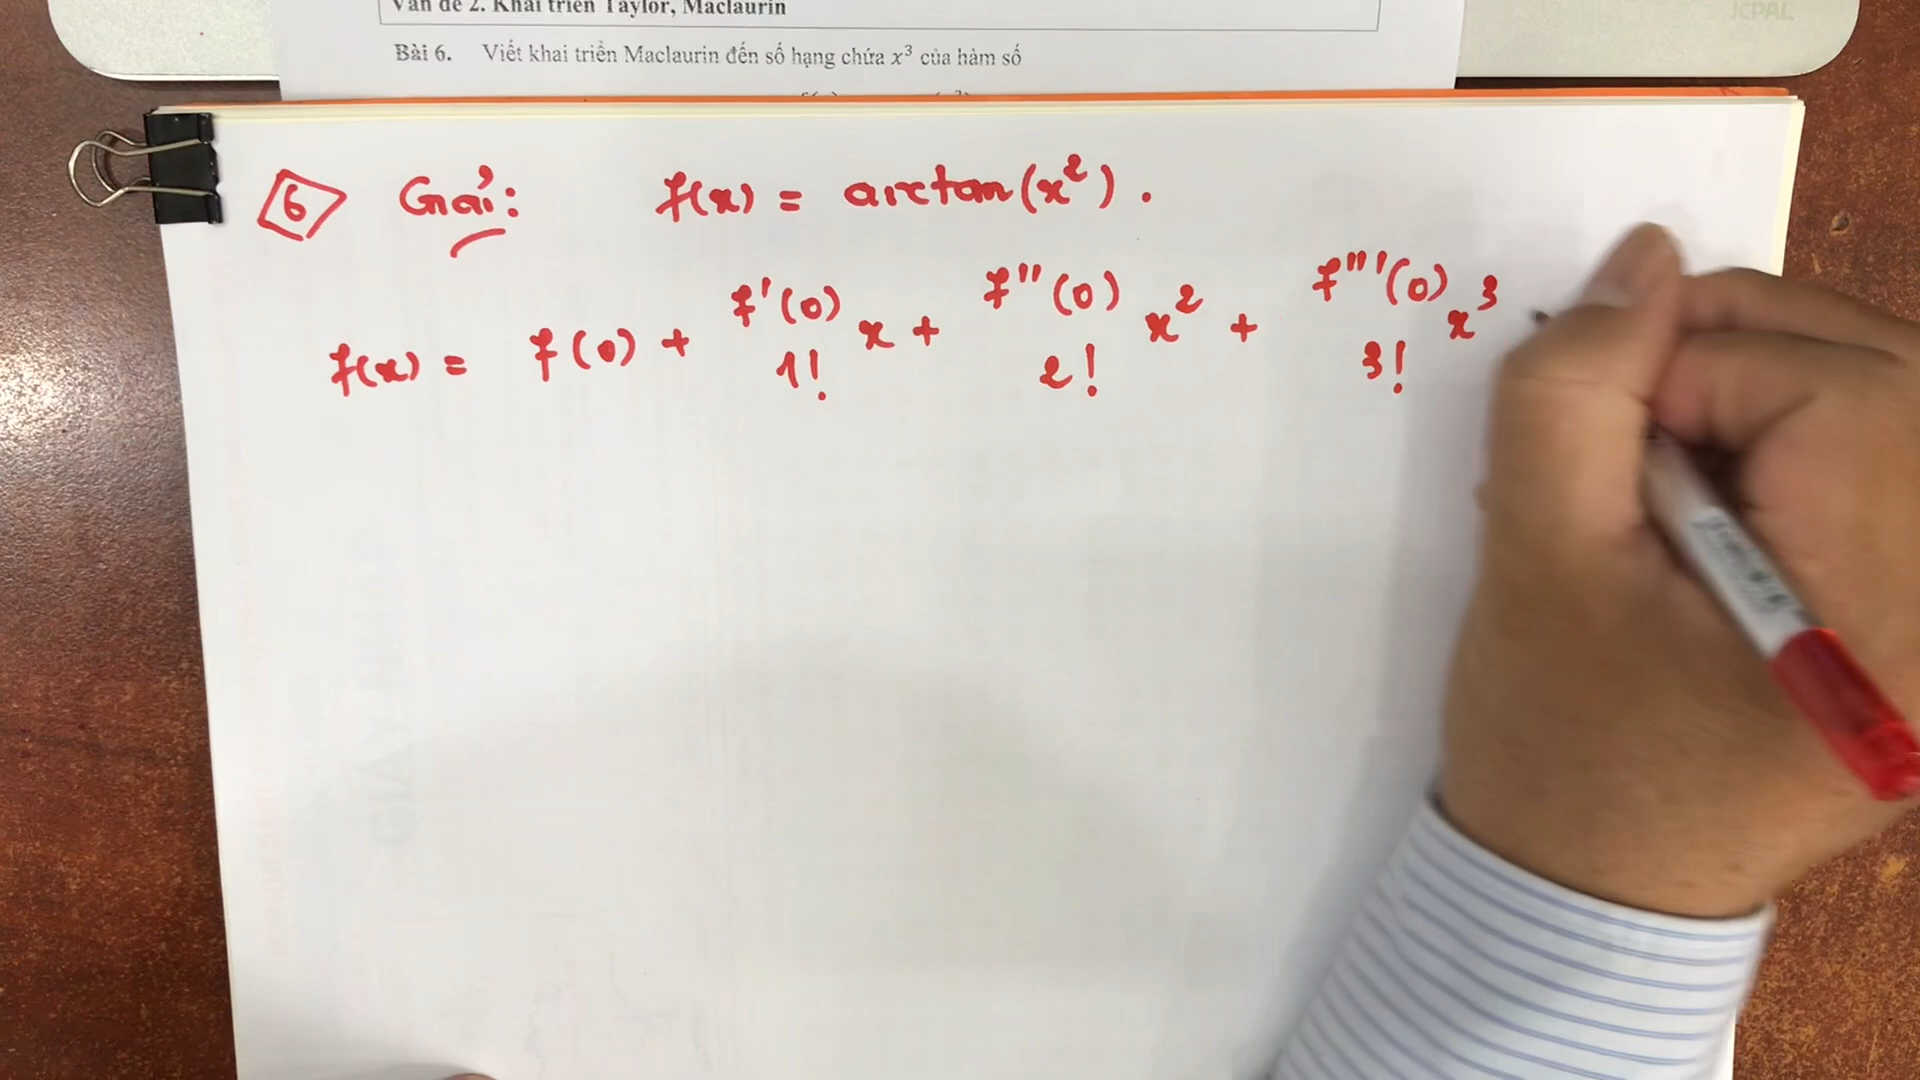 JCPAL
Vấn đề 2. Khai triển Taylor, Maclaurin
Bài 6. Viết khai triển Maclaurin đến số hạng chứa x³ của hàm số
6 Giải: f(x) = arctan(x²).
f(x) = f(0) + f'(0)/1! x + f''(0)/2! x² + f'''(0)/3! x³